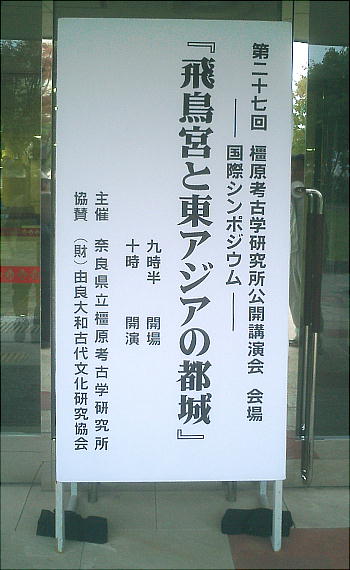 第二十七回 橿原考古学研究所公開講演会 会場
―― 国際シンポジウム ――
『飛鳥宮と東アジアの都城』
九時半 開場
十時 開演
主催 奈良県立橿原考古学研究所
協賛 (財)由良大和古代文化研究協会